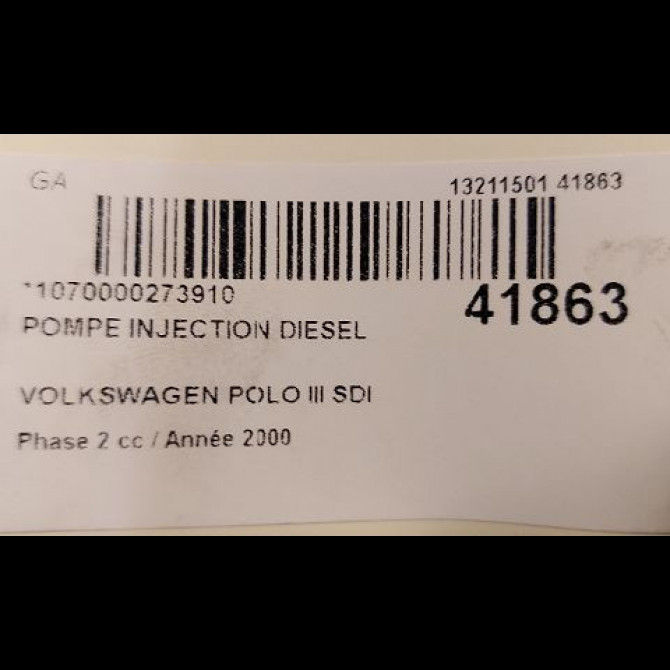 GA
13211501 41863
*1070000273910
41863
POMPE INJECTION DIESEL
VOLKSWAGEN POLO III SDI
Phase 2 cc / Année 2000